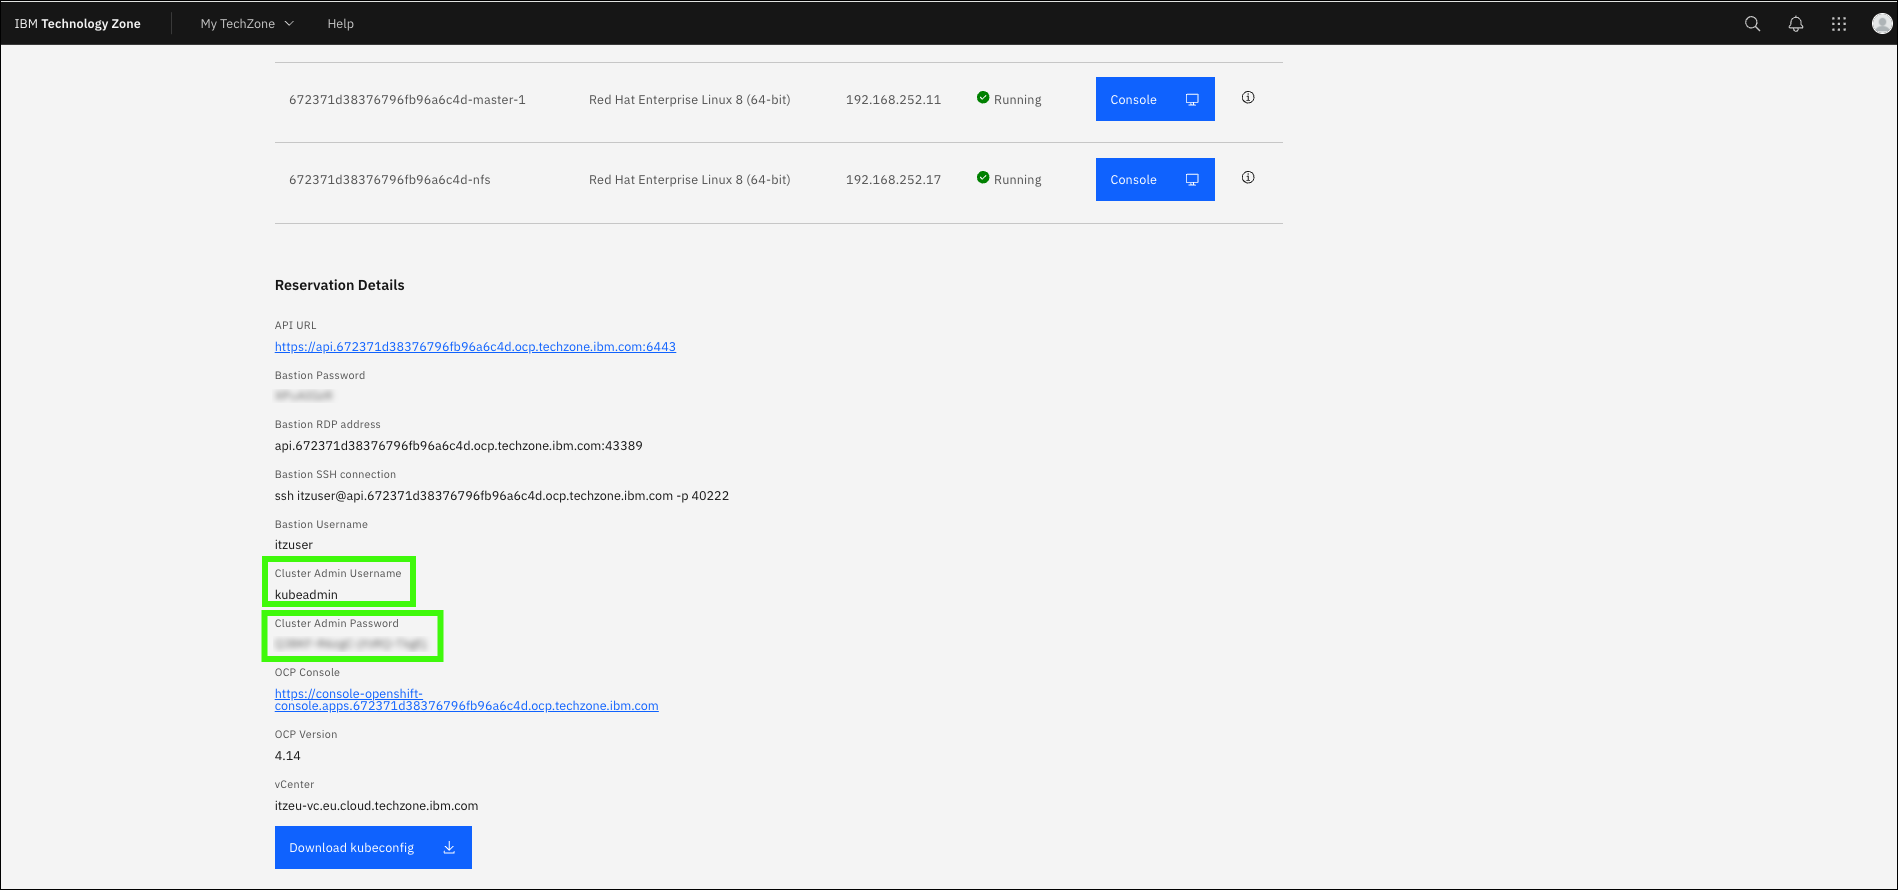 IBM Technology Zone
My TechZone
Help
672371d38376796fb96a6c4d-master-1 Red Hat Enterprise Linux 8 (64-bit) 192.168.252.11 Running Console
672371d38376796fb96a6c4d-nfs Red Hat Enterprise Linux 8 (64-bit) 192.168.252.17 Running Console
Reservation Details
API URL
https://api.672371d38376796fb96a6c4d.ocp.techzone.ibm.com:6443
Bastion Password
Bastion RDP address
api.672371d38376796fb96a6c4d.ocp.techzone.ibm.com:43389
Bastion SSH connection
ssh itzuser@api.672371d38376796fb96a6c4d.ocp.techzone.ibm.com -p 40222
Bastion Username
itzuser
Cluster Admin Username
kubeadmin
Cluster Admin Password
OCP Console
https://console-openshift-
console.apps.672371d38376796fb96a6c4d.ocp.techzone.ibm.com
OCP Version
4.14
vCenter
itzeu-vc.eu.cloud.techzone.ibm.com
Download kubeconfig